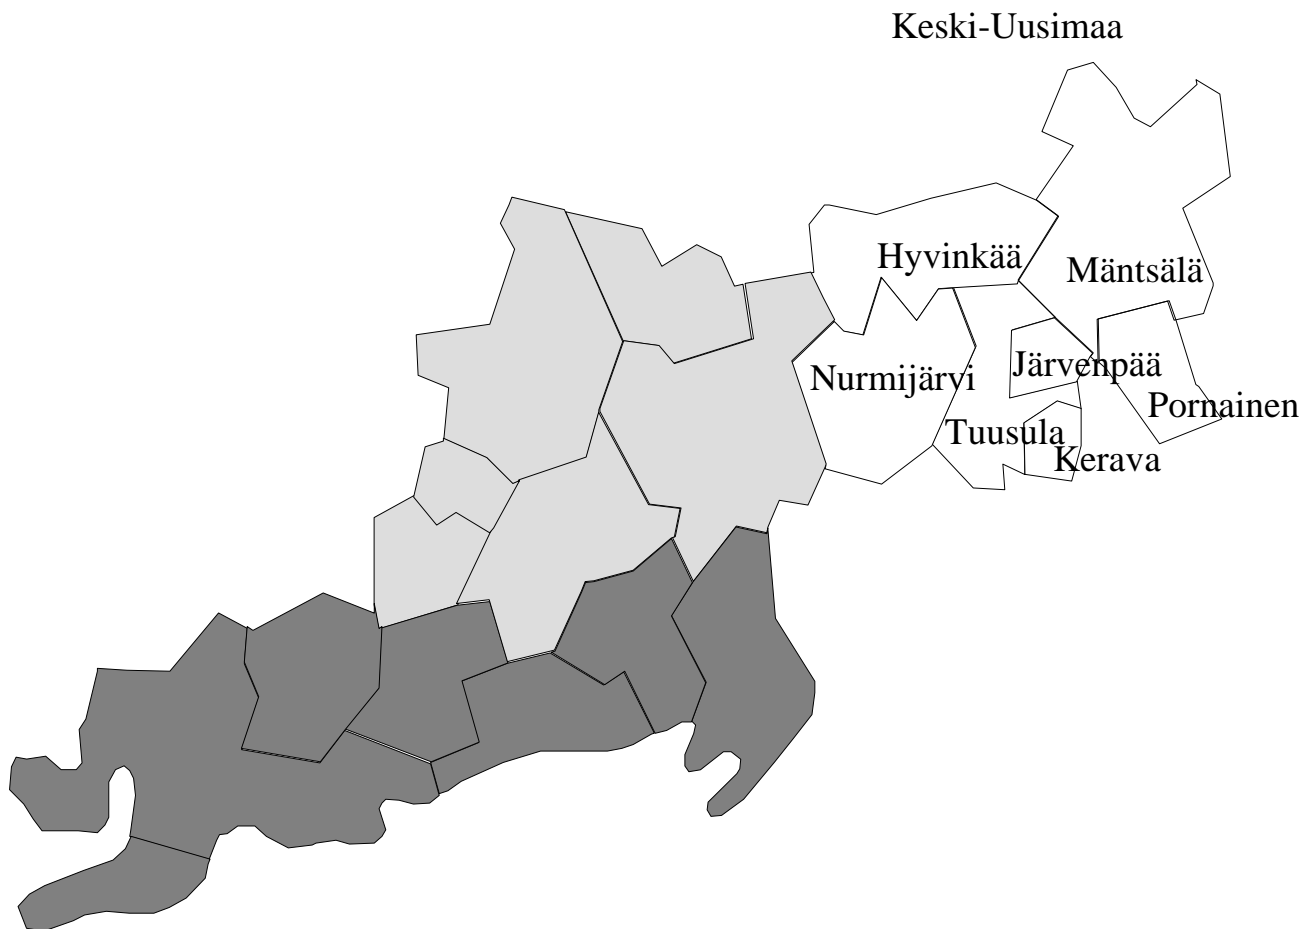 Keski-Uusimaa
Hyvinkää
Mäntsälä
Järvenpää
Nurmijärvi
Pornainen
Tuusula
Kerava